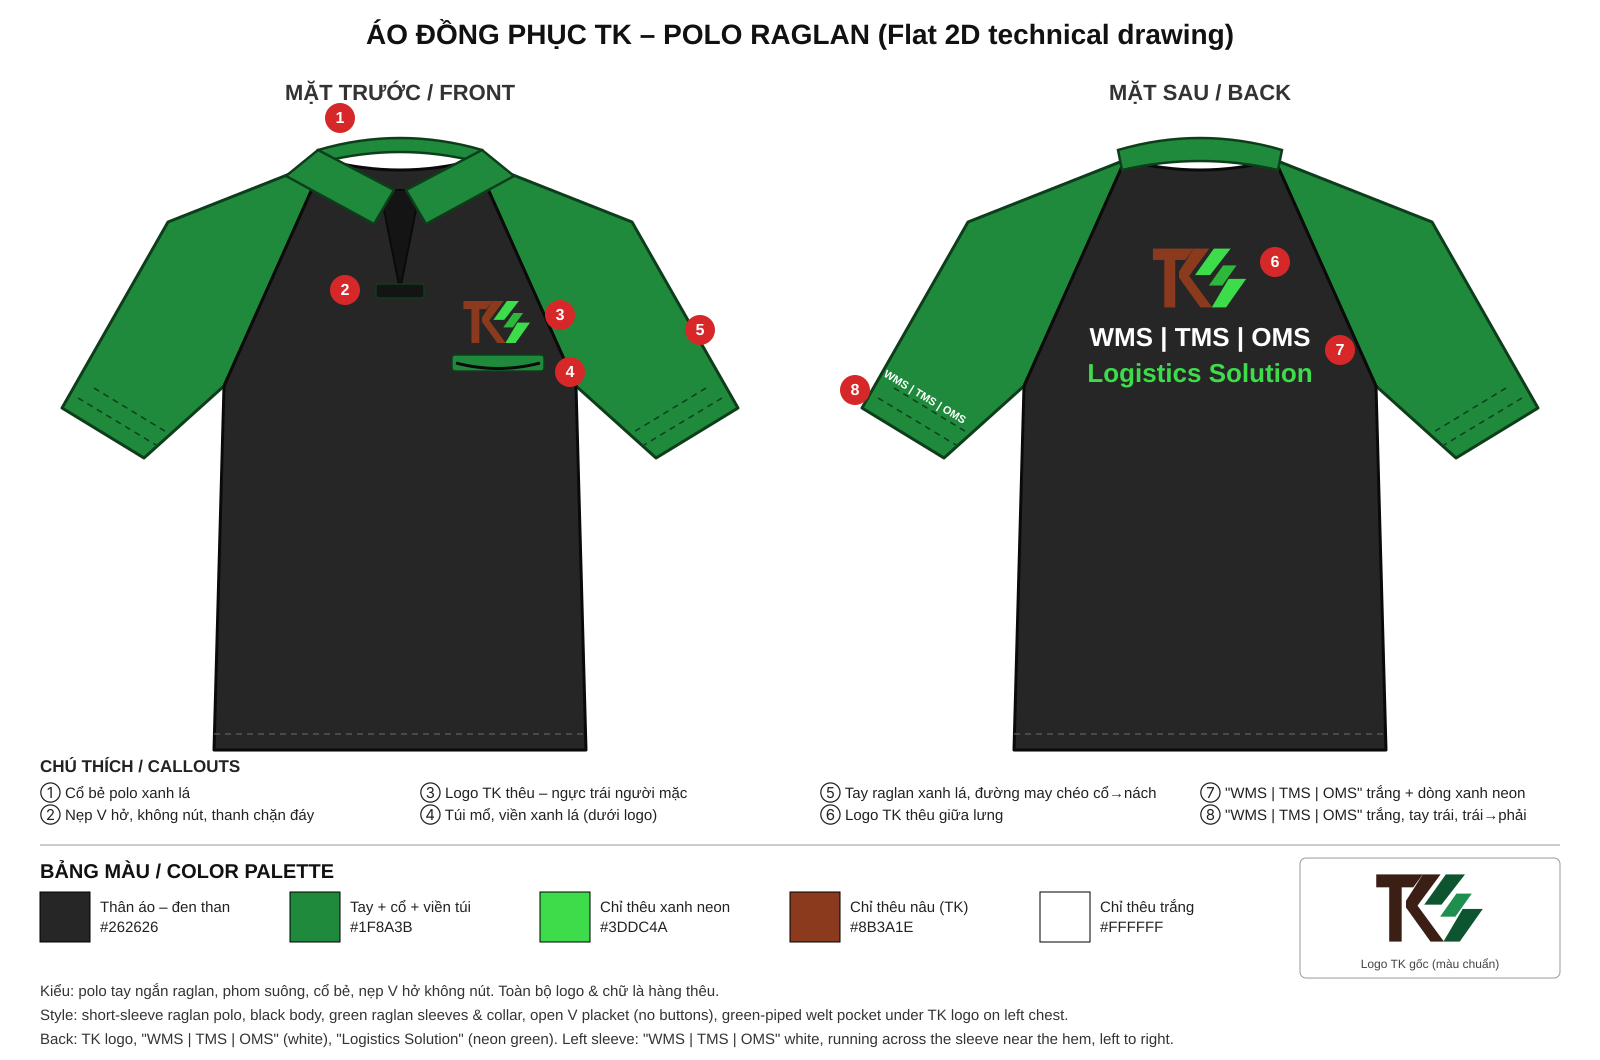 ÁO ĐỒNG PHỤC TK – POLO RAGLAN (Flat 2D technical drawing)
MẶT TRƯỚC / FRONT
MẶT SAU / BACK
1
2
3
4
5
TK
6
WMS | TMS | OMS
7
Logistics Solution
8
WMS | TMS | OMS
CHÚ THÍCH / CALLOUTS
1 Cổ bẻ polo xanh lá
2 Nẹp V hở, không nút, thanh chặn đáy
3 Logo TK thêu – ngực trái người mặc
4 Túi mổ, viền xanh lá (dưới logo)
5 Tay raglan xanh lá, đường may chéo cổ→nách
6 Logo TK thêu giữa lưng
7 "WMS | TMS | OMS" trắng + dòng xanh neon
8 "WMS | TMS | OMS" trắng, tay trái, trái→phải
BẢNG MÀU / COLOR PALETTE
Thân áo – đen than
#262626
Tay + cổ + viền túi
#1F8A3B
Chỉ thêu xanh neon
#3DDC4A
Chỉ thêu nâu (TK)
#8B3A1E
Chỉ thêu trắng
#FFFFFF
TK
Logo TK gốc (màu chuẩn)
Kiểu: polo tay ngắn raglan, phom suông, cổ bẻ, nẹp V hở không nút. Toàn bộ logo & chữ là hàng thêu.
Style: short-sleeve raglan polo, black body, green raglan sleeves & collar, open V placket (no buttons), green-piped welt pocket under TK logo on left chest.
Back: TK logo, "WMS | TMS | OMS" (white), "Logistics Solution" (neon green). Left sleeve: "WMS | TMS | OMS" white, running across the sleeve near the hem, left to right.